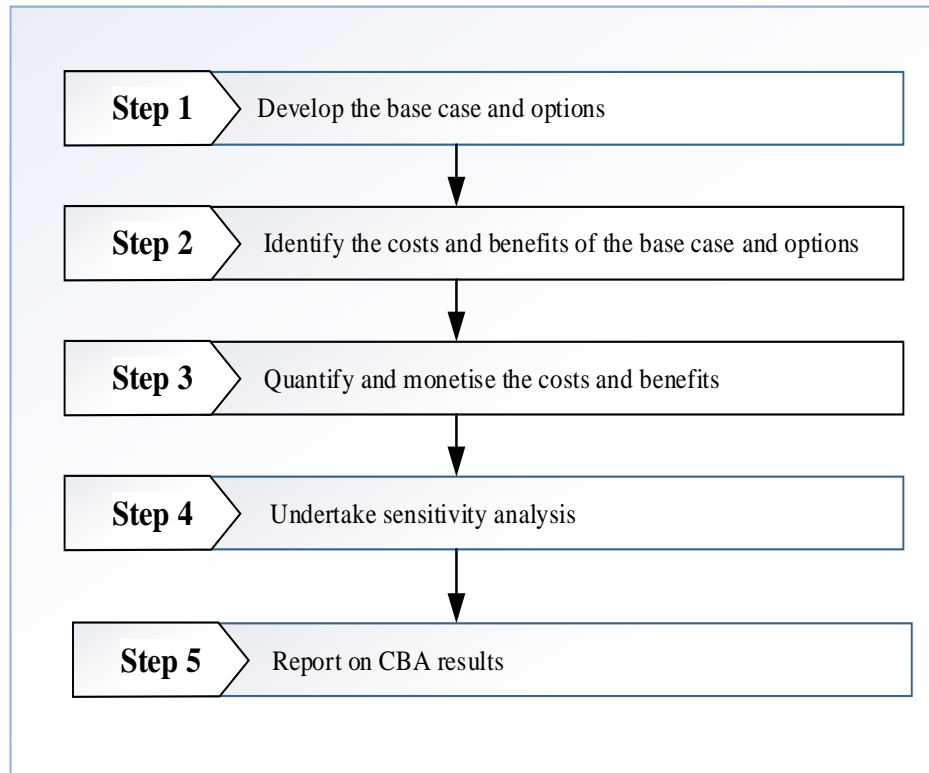 Step 1 Develop the base case and options
Step 2 Identify the costs and benefits of the base case and options
Step 3 Quantify and monetise the costs and benefits
Step 4 Undertake sensitivity analysis
Step 5 Report on CBA results